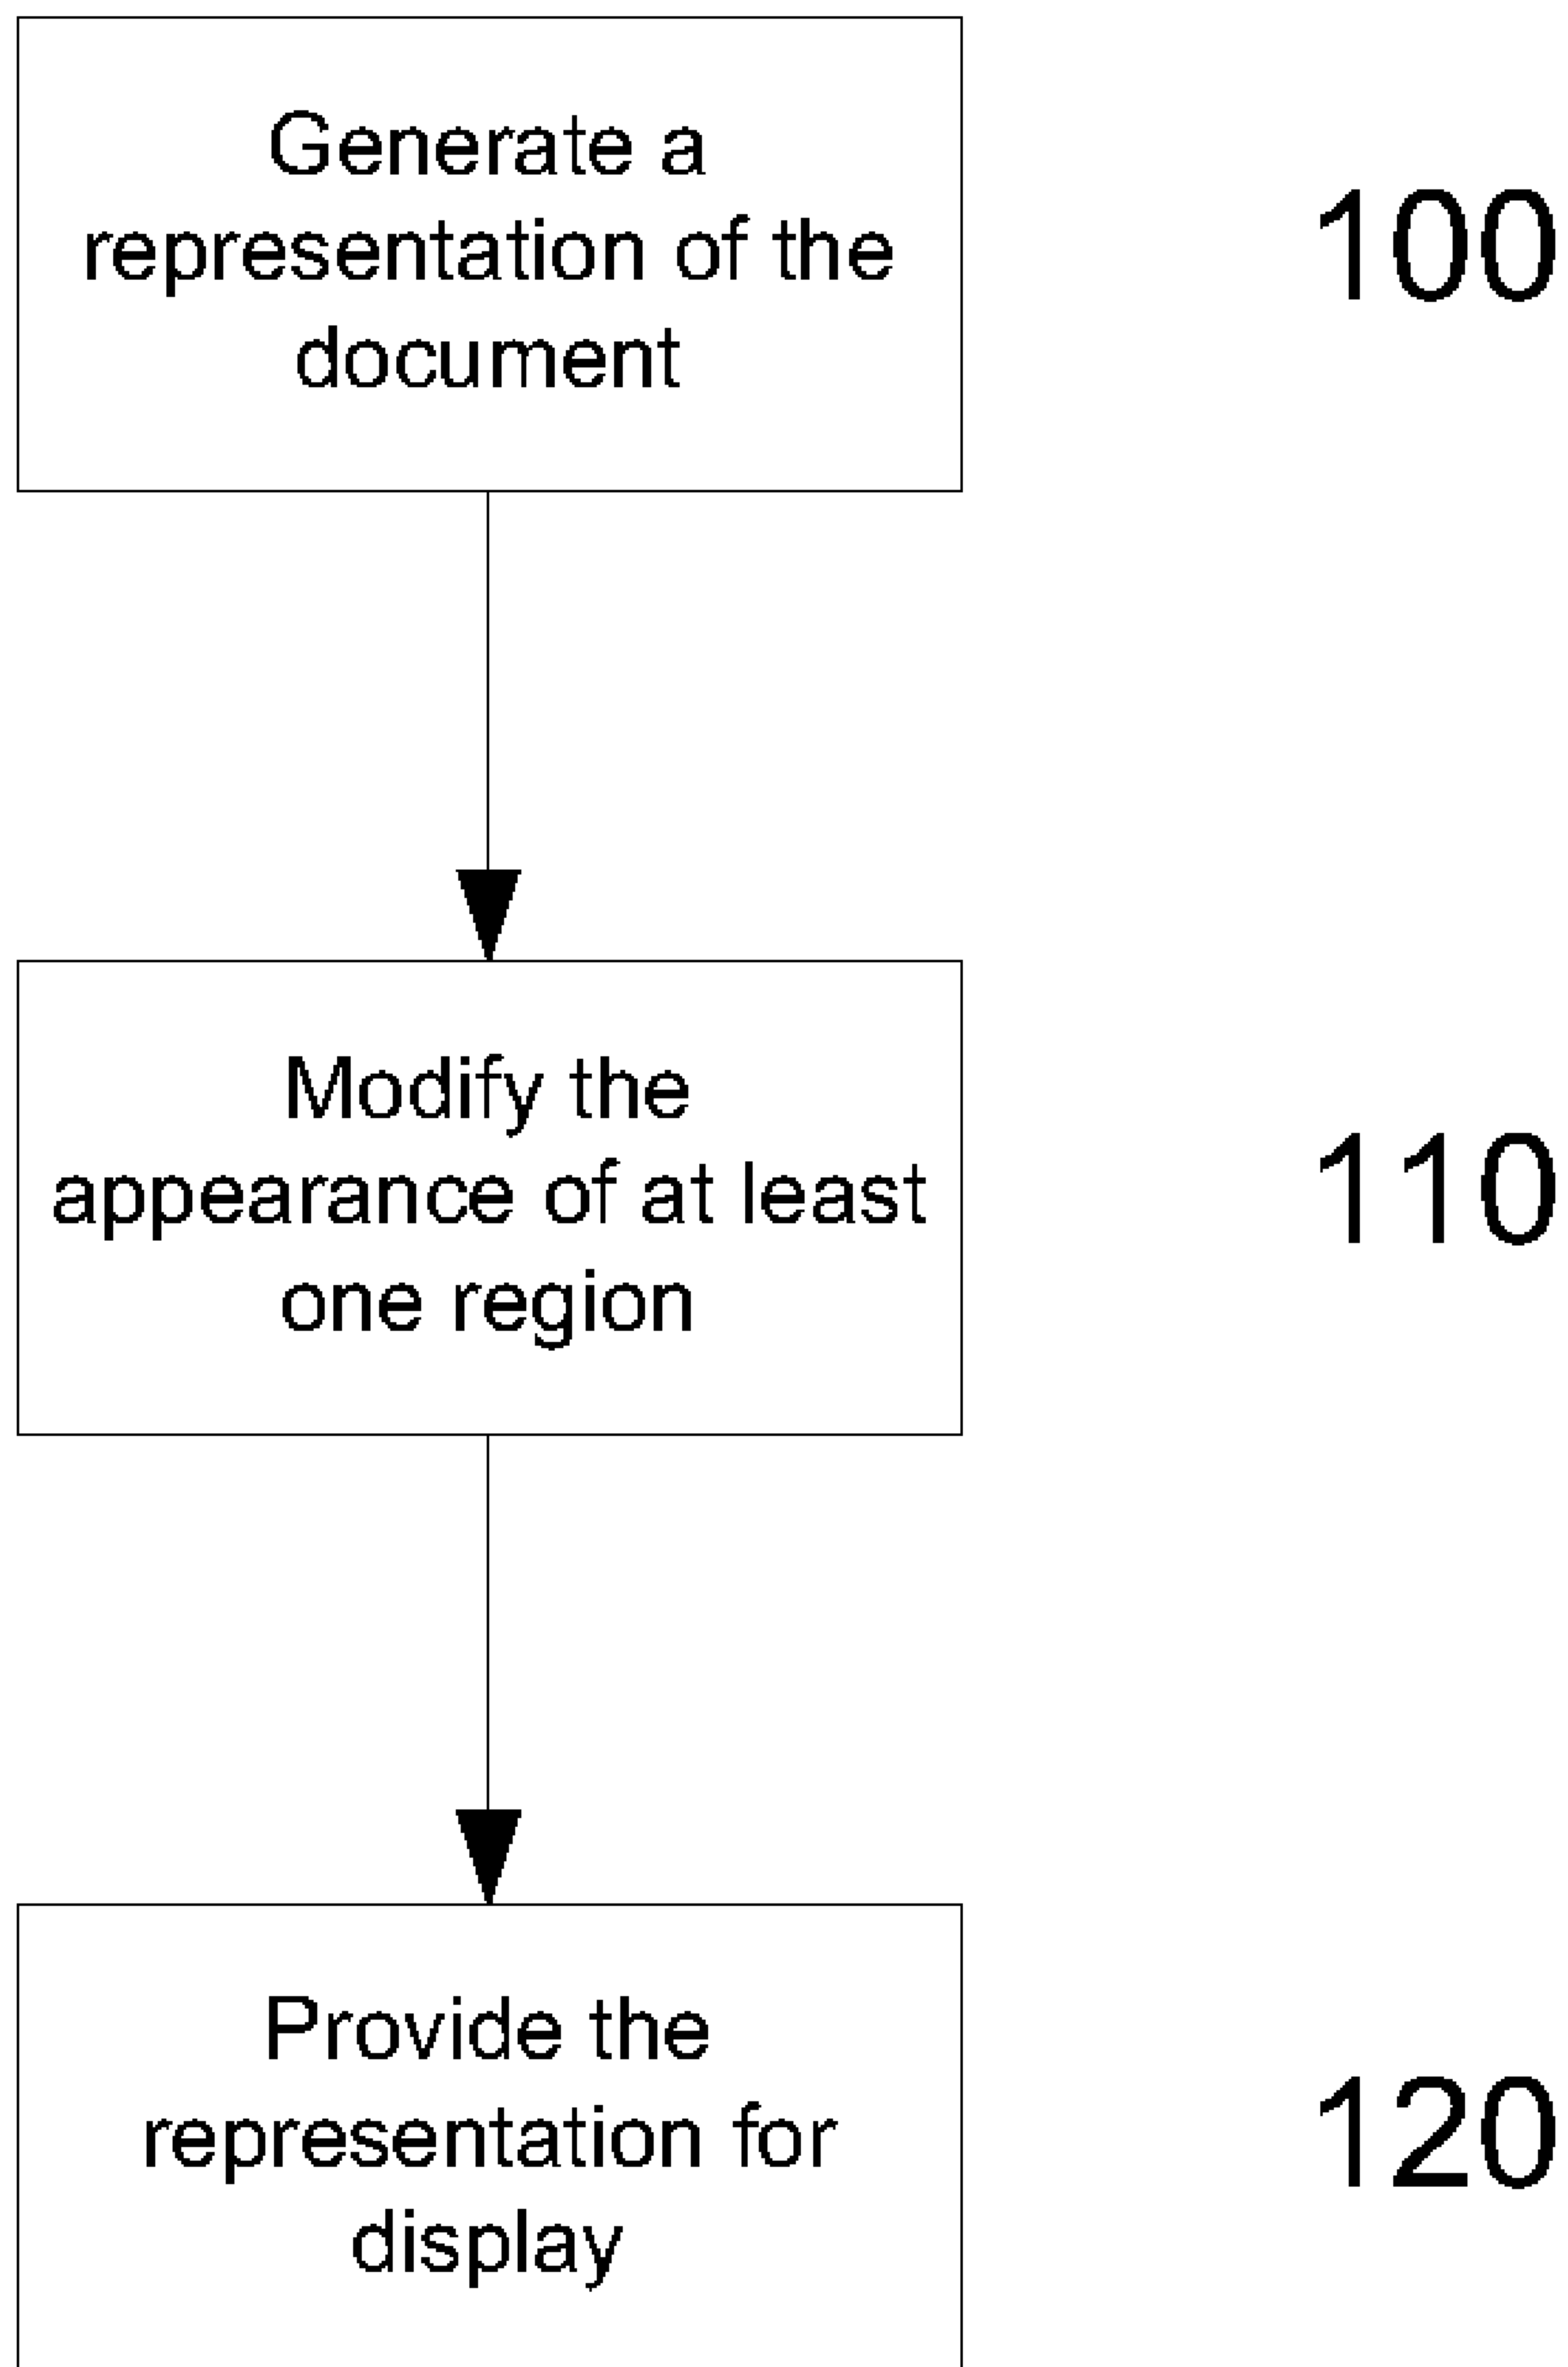 Generate a
representation of the
document
100
Modify the
appearance of at least
one region
110
Provide the
representation for
display
120